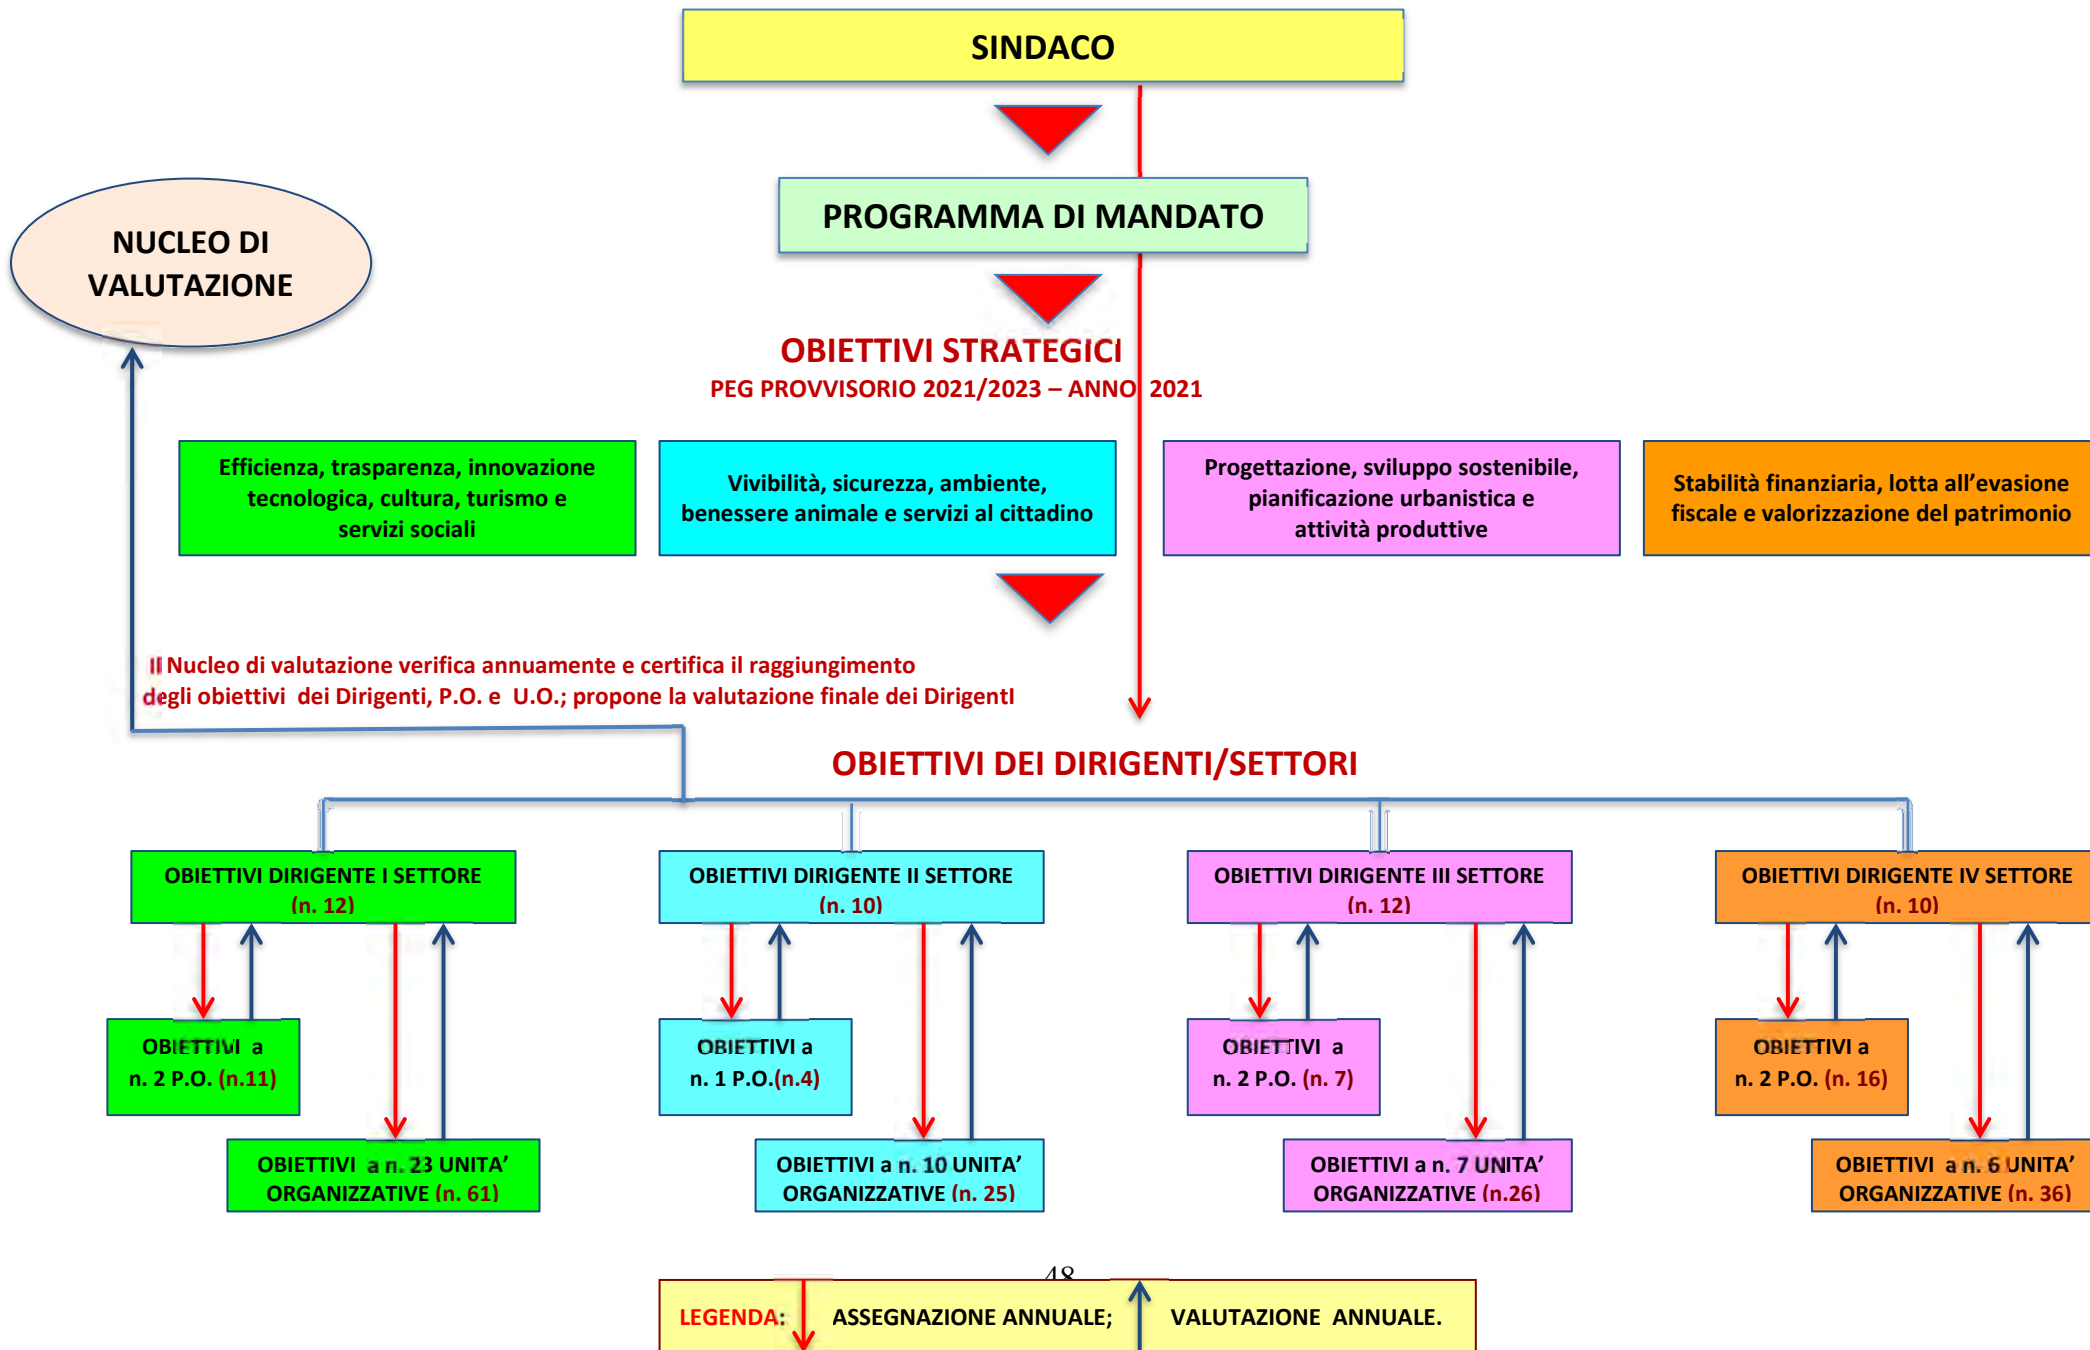 SINDACO
PROGRAMMA DI MANDATO
NUCLEO DI
VALUTAZIONE
OBIETTIVI STRATEGICI
PEG PROVVISORIO 2021/2023 – ANNO 2021
Efficienza, trasparenza, innovazione
tecnologica, cultura, turismo e
servizi sociali
Vivibilità, sicurezza, ambiente,
benessere animale e servizi al cittadino
Progettazione, sviluppo sostenibile,
pianificazione urbanistica e
attività produttive
Stabilità finanziaria, lotta all’evasione
fiscale e valorizzazione del patrimonio
Il Nucleo di valutazione verifica annuamente e certifica il raggiungimento
degli obiettivi dei Dirigenti, P.O. e U.O.; propone la valutazione finale dei DirigentI
OBIETTIVI DEI DIRIGENTI/SETTORI
OBIETTIVI DIRIGENTE I SETTORE
(n. 12)
OBIETTIVI DIRIGENTE II SETTORE
(n. 10)
OBIETTIVI DIRIGENTE III SETTORE
(n. 12)
OBIETTIVI DIRIGENTE IV SETTORE
(n. 10)
OBIETTIVI a
n. 2 P.O. (n.11)
OBIETTIVI a
n. 1 P.O.(n.4)
OBIETTIVI a
n. 2 P.O. (n. 7)
OBIETTIVI a
n. 2 P.O. (n. 16)
OBIETTIVI a n. 23 UNITA’
ORGANIZZATIVE (n. 61)
OBIETTIVI a n. 10 UNITA’
ORGANIZZATIVE (n. 25)
OBIETTIVI a n. 7 UNITA’
ORGANIZZATIVE (n.26)
OBIETTIVI a n. 6 UNITA’
ORGANIZZATIVE (n. 36)
48
LEGENDA: ASSEGNAZIONE ANNUALE; VALUTAZIONE ANNUALE.